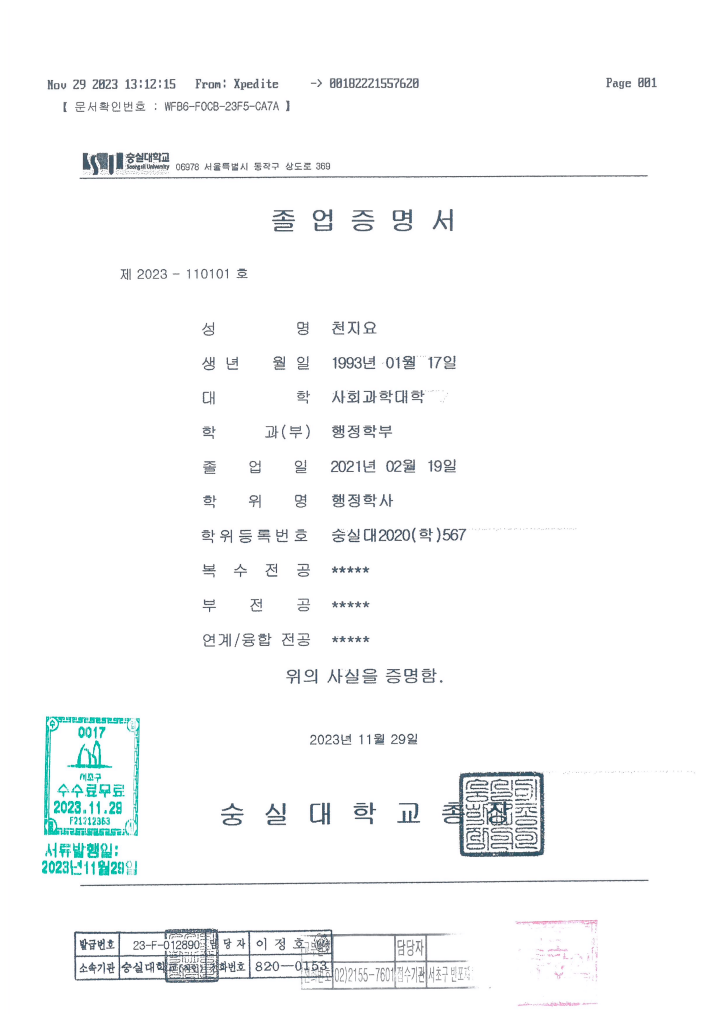 Nov 29 2023 13:12:15 From: Xpedite -> 00182221557620 Page 001
【 문서확인번호 : WFB6-FOCB-23F5-CA7A 】
숭실대학교
Soongsil University 06978 서울특별시 동작구 상도로 369
졸 업 증 명 서
제 2023 - 110101 호
성 명 천지요
생 년 월 일 1993년 01월 17일
대 학 사회과학대학
학 과(부) 행정학부
졸 업 일 2021년 02월 19일
학 위 명 행정학사
학위등록번호 숭실대2020(학)567
복 수 전 공 *****
부 전 공 *****
연계/융합 전공 *****
위의 사실을 증명함.
2023년 11월 29일
숭 실 대 학 교 총 장
0017
서초구
수수료무료
2023.11.29
F21212363
서류발행일:
2023년11월29일
발급번호 23-F-012890 담 당 자 이 정 호 담당자
소속기관 숭실대학교 전화번호 820-0153 02)2155-7601 접수기관 서초구 반포